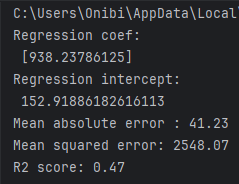 C:\Users\Onibi\AppData\Local\
Regression coef:
[938.23786125]
Regression intercept:
152.91886182616113
Mean absolute error : 41.23
Mean squared error: 2548.07
R2 score: 0.47